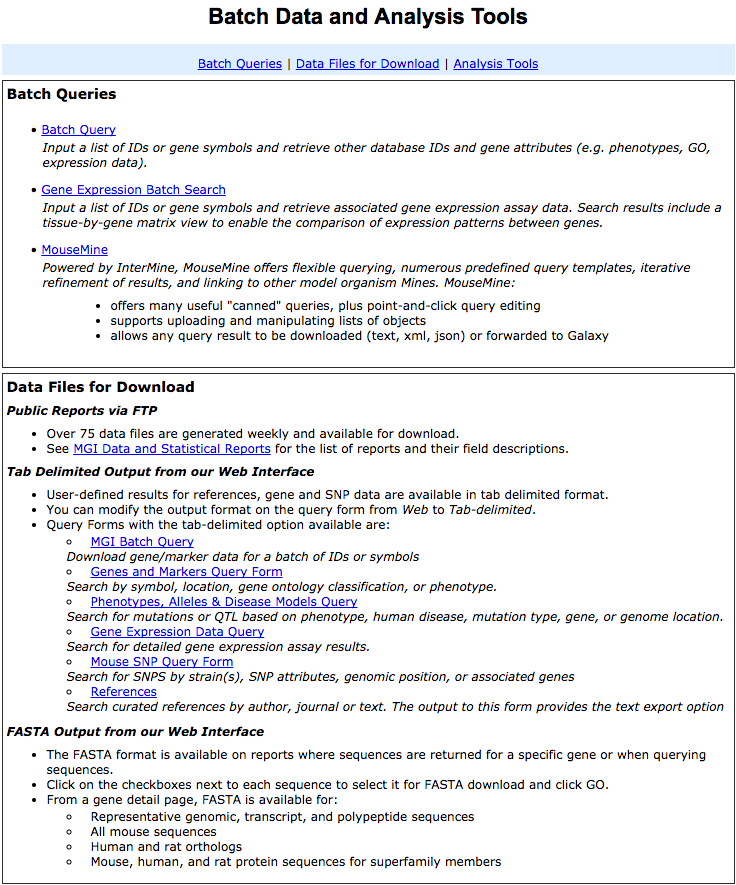 Batch Data and Analysis Tools
Batch Queries | Data Files for Download | Analysis Tools
Batch Queries
• Batch Query
Input a list of IDs or gene symbols and retrieve other database IDs and gene attributes (e.g. phenotypes, GO,
expression data).
• Gene Expression Batch Search
Input a list of IDs or gene symbols and retrieve associated gene expression assay data. Search results include a
tissue-by-gene matrix view to enable the comparison of expression patterns between genes.
• MouseMine
Powered by InterMine, MouseMine offers flexible querying, numerous predefined query templates, iterative
refinement of results, and linking to other model organism Mines. MouseMine:
• offers many useful "canned" queries, plus point-and-click query editing
• supports uploading and manipulating lists of objects
• allows any query result to be downloaded (text, xml, json) or forwarded to Galaxy
Data Files for Download
Public Reports via FTP
• Over 75 data files are generated weekly and available for download.
• See MGI Data and Statistical Reports for the list of reports and their field descriptions.
Tab Delimited Output from our Web Interface
• User-defined results for references, gene and SNP data are available in tab delimited format.
• You can modify the output format on the query form from Web to Tab-delimited.
• Query Forms with the tab-delimited option available are:
◦ MGI Batch Query
Download gene/marker data for a batch of IDs or symbols
◦ Genes and Markers Query Form
Search by symbol, location, gene ontology classification, or phenotype.
◦ Phenotypes, Alleles & Disease Models Query
Search for mutations or QTL based on phenotype, human disease, mutation type, gene, or genome location.
◦ Gene Expression Data Query
Search for detailed gene expression assay results.
◦ Mouse SNP Query Form
Search for SNPS by strain(s), SNP attributes, genomic position, or associated genes
◦ References
Search curated references by author, journal or text. The output to this form provides the text export option
FASTA Output from our Web Interface
• The FASTA format is available on reports where sequences are returned for a specific gene or when querying
sequences.
• Click on the checkboxes next to each sequence to select it for FASTA download and click GO.
• From a gene detail page, FASTA is available for:
◦ Representative genomic, transcript, and polypeptide sequences
◦ All mouse sequences
◦ Human and rat orthologs
◦ Mouse, human, and rat protein sequences for superfamily members